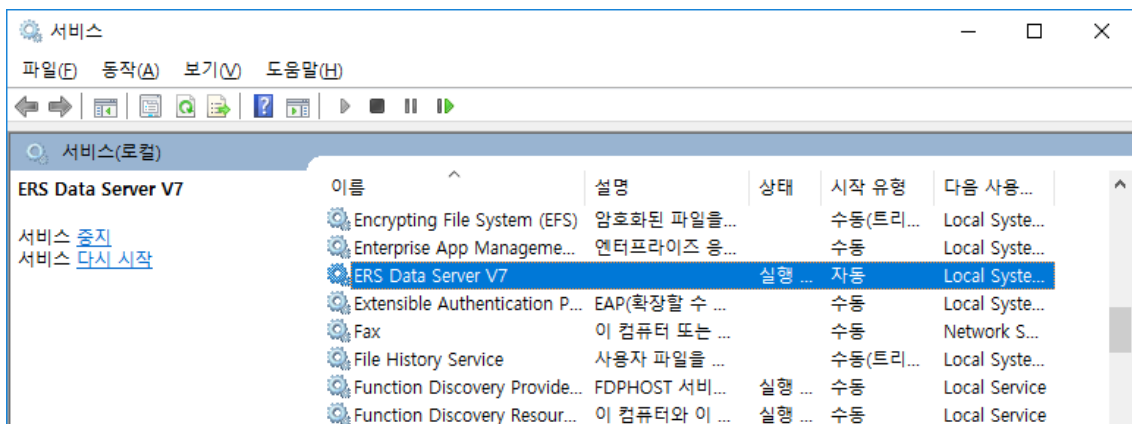 서비스
파일(F) 동작(A) 보기(V) 도움말(H)
서비스(로컬)
ERS Data Server V7
서비스 중지
서비스 다시 시작
이름 설명 상태 시작 유형 다음 사용...
Encrypting File System (EFS) 암호화된 파일을... 수동(트리... Local Syste...
Enterprise App Manageme... 엔터프라이즈 응... 수동 Local Syste...
ERS Data Server V7 실행 ... 자동 Local Syste...
Extensible Authentication P... EAP(확장할 수 ... 수동 Local Syste...
Fax 이 컴퓨터 또는 ... 수동 Network S...
File History Service 사용자 파일을 ... 수동(트리... Local Syste...
Function Discovery Provide... FDPHOST 서비... 실행 ... 수동 Local Service
Function Discovery Resour... 이 컴퓨터와 이 ... 실행 ... 수동 Local Service